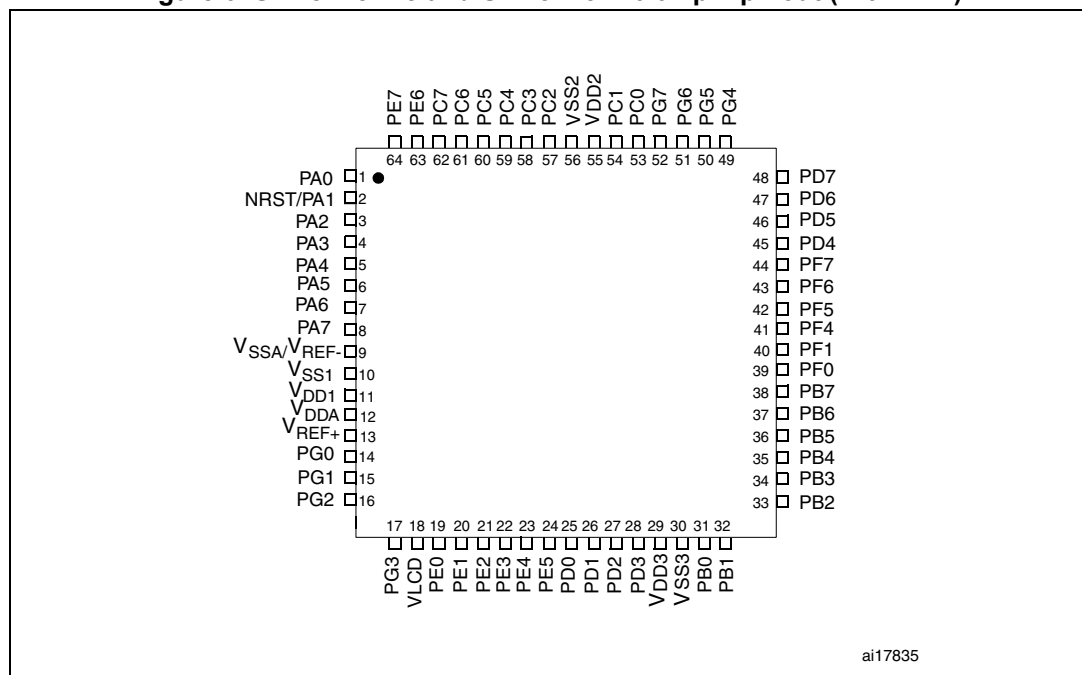 PE7 PE6 PC7 PC6 PC5 PC4 PC3 PC2 VSS2 VDD2 PC1 PC0 PG7 PG6 PG5 PG4
64 63 62 61 60 59 58 57 56 55 54 53 52 51 50 49
PA0 1 48 PD7
NRST/PA1 2 47 PD6
PA2 3 46 PD5
PA3 4 45 PD4
PA4 5 44 PF7
PA5 6 43 PF6
PA6 7 42 PF5
PA7 8 41 PF4
VSSA/VREF- 9 40 PF1
VSS1 10 39 PF0
VDD1 11 38 PB7
VDDA 12 37 PB6
VREF+ 13 36 PB5
PG0 14 35 PB4
PG1 15 34 PB3
PG2 16 33 PB2
17 18 19 20 21 22 23 24 25 26 27 28 29 30 31 32
PG3 VLCD PE0 PE1 PE2 PE3 PE4 PE5 PD0 PD1 PD2 PD3 VDD3 VSS3 PB0 PB1
ai17835